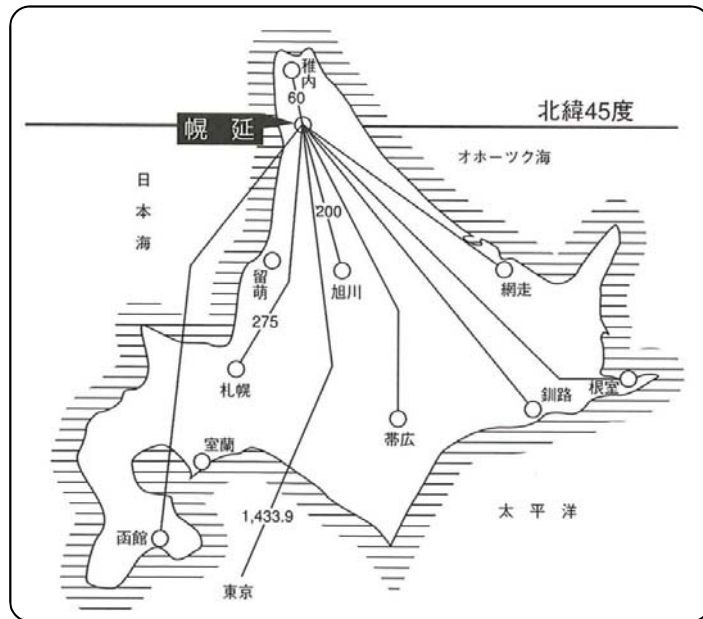 稚内
60
幌延
北緯45度
オホーツク海
日本海
200
留萌
旭川
網走
275
札幌
釧路
根室
帯広
室蘭
1,433.9
太平洋
函館
東京